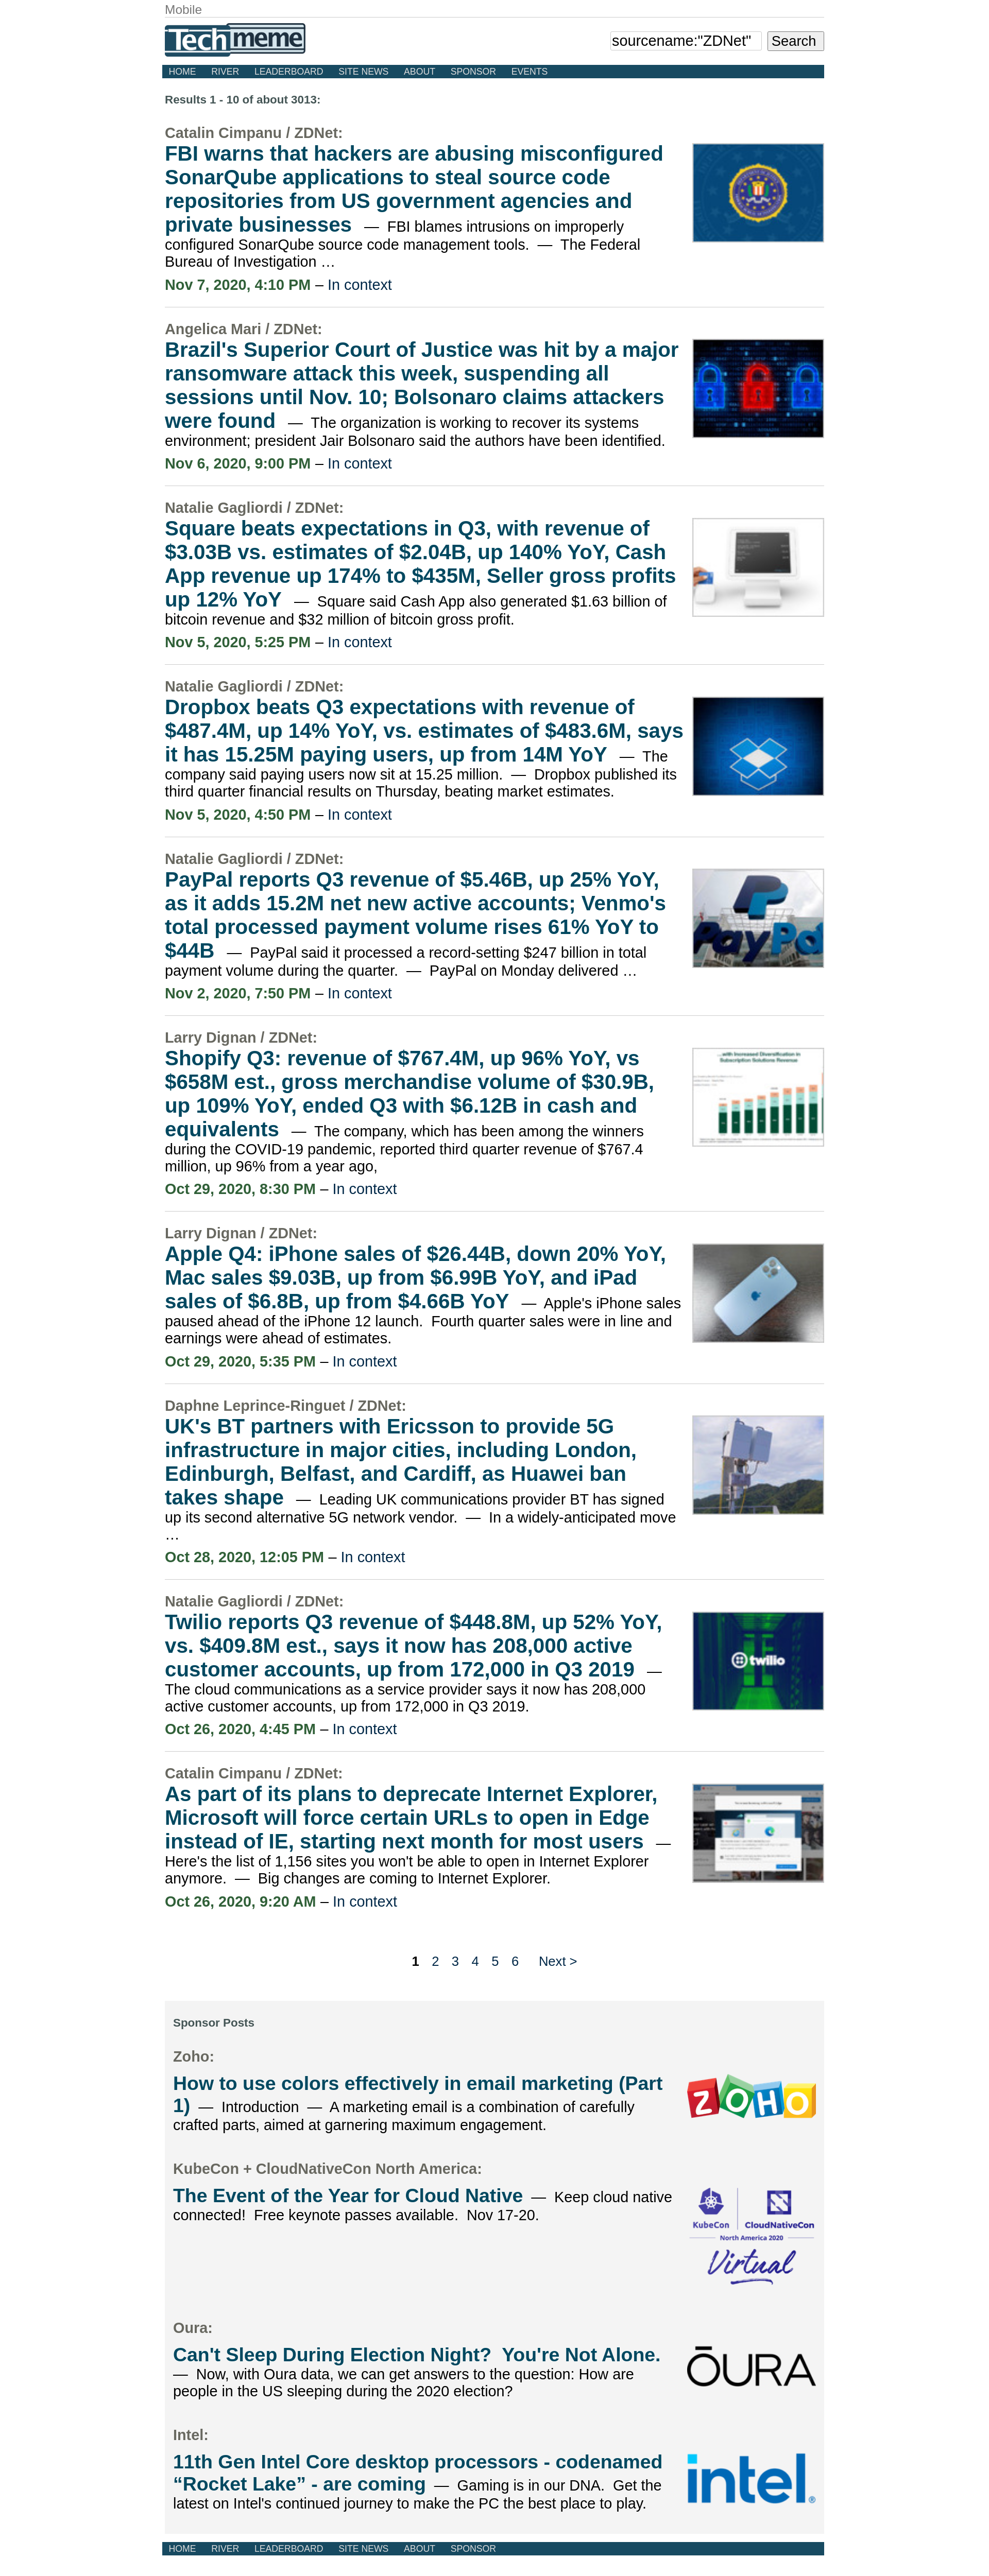 Mobile
Techmeme
sourcename:"ZDNet" Search
HOME RIVER LEADERBOARD SITE NEWS ABOUT SPONSOR EVENTS
Results 1 - 10 of about 3013:
Catalin Cimpanu / ZDNet:
FBI warns that hackers are abusing misconfigured
SonarQube applications to steal source code
repositories from US government agencies and
private businesses — FBI blames intrusions on improperly
configured SonarQube source code management tools. — The Federal
Bureau of Investigation …
Nov 7, 2020, 4:10 PM – In context
Angelica Mari / ZDNet:
Brazil's Superior Court of Justice was hit by a major
ransomware attack this week, suspending all
sessions until Nov. 10; Bolsonaro claims attackers
were found — The organization is working to recover its systems
environment; president Jair Bolsonaro said the authors have been identified.
Nov 6, 2020, 9:00 PM – In context
Natalie Gagliordi / ZDNet:
Square beats expectations in Q3, with revenue of
$3.03B vs. estimates of $2.04B, up 140% YoY, Cash
App revenue up 174% to $435M, Seller gross profits
up 12% YoY — Square said Cash App also generated $1.63 billion of
bitcoin revenue and $32 million of bitcoin gross profit.
Nov 5, 2020, 5:25 PM – In context
Natalie Gagliordi / ZDNet:
Dropbox beats Q3 expectations with revenue of
$487.4M, up 14% YoY, vs. estimates of $483.6M, says
it has 15.25M paying users, up from 14M YoY — The
company said paying users now sit at 15.25 million. — Dropbox published its
third quarter financial results on Thursday, beating market estimates.
Nov 5, 2020, 4:50 PM – In context
Natalie Gagliordi / ZDNet:
PayPal reports Q3 revenue of $5.46B, up 25% YoY,
as it adds 15.2M net new active accounts; Venmo's
total processed payment volume rises 61% YoY to
$44B — PayPal said it processed a record-setting $247 billion in total
payment volume during the quarter. — PayPal on Monday delivered …
Nov 2, 2020, 7:50 PM – In context
Larry Dignan / ZDNet:
Shopify Q3: revenue of $767.4M, up 96% YoY, vs
$658M est., gross merchandise volume of $30.9B,
up 109% YoY, ended Q3 with $6.12B in cash and
equivalents — The company, which has been among the winners
during the COVID-19 pandemic, reported third quarter revenue of $767.4
million, up 96% from a year ago,
Oct 29, 2020, 8:30 PM – In context
...with Increased Diversification in
Subscription Solutions Revenue
Larry Dignan / ZDNet:
Apple Q4: iPhone sales of $26.44B, down 20% YoY,
Mac sales $9.03B, up from $6.99B YoY, and iPad
sales of $6.8B, up from $4.66B YoY — Apple's iPhone sales
paused ahead of the iPhone 12 launch. Fourth quarter sales were in line and
earnings were ahead of estimates.
Oct 29, 2020, 5:35 PM – In context
Daphne Leprince-Ringuet / ZDNet:
UK's BT partners with Ericsson to provide 5G
infrastructure in major cities, including London,
Edinburgh, Belfast, and Cardiff, as Huawei ban
takes shape — Leading UK communications provider BT has signed
up its second alternative 5G network vendor. — In a widely-anticipated move
…
Oct 28, 2020, 12:05 PM – In context
Natalie Gagliordi / ZDNet:
Twilio reports Q3 revenue of $448.8M, up 52% YoY,
vs. $409.8M est., says it now has 208,000 active
customer accounts, up from 172,000 in Q3 2019 —
The cloud communications as a service provider says it now has 208,000
active customer accounts, up from 172,000 in Q3 2019.
Oct 26, 2020, 4:45 PM – In context
twilio
Catalin Cimpanu / ZDNet:
As part of its plans to deprecate Internet Explorer,
Microsoft will force certain URLs to open in Edge
instead of IE, starting next month for most users —
Here's the list of 1,156 sites you won't be able to open in Internet Explorer
anymore. — Big changes are coming to Internet Explorer.
Oct 26, 2020, 9:20 AM – In context
1 2 3 4 5 6 Next >
Sponsor Posts
Zoho:
How to use colors effectively in email marketing (Part
1) — Introduction — A marketing email is a combination of carefully
crafted parts, aimed at garnering maximum engagement.
ZOHO
KubeCon + CloudNativeCon North America:
The Event of the Year for Cloud Native — Keep cloud native
connected! Free keynote passes available. Nov 17-20.
KubeCon CloudNativeCon
North America 2020
Virtual
Oura:
Can't Sleep During Election Night? You're Not Alone.
— Now, with Oura data, we can get answers to the question: How are
people in the US sleeping during the 2020 election?
ŌURA
Intel:
11th Gen Intel Core desktop processors - codenamed
“Rocket Lake” - are coming — Gaming is in our DNA. Get the
latest on Intel's continued journey to make the PC the best place to play.
intel®
HOME RIVER LEADERBOARD SITE NEWS ABOUT SPONSOR